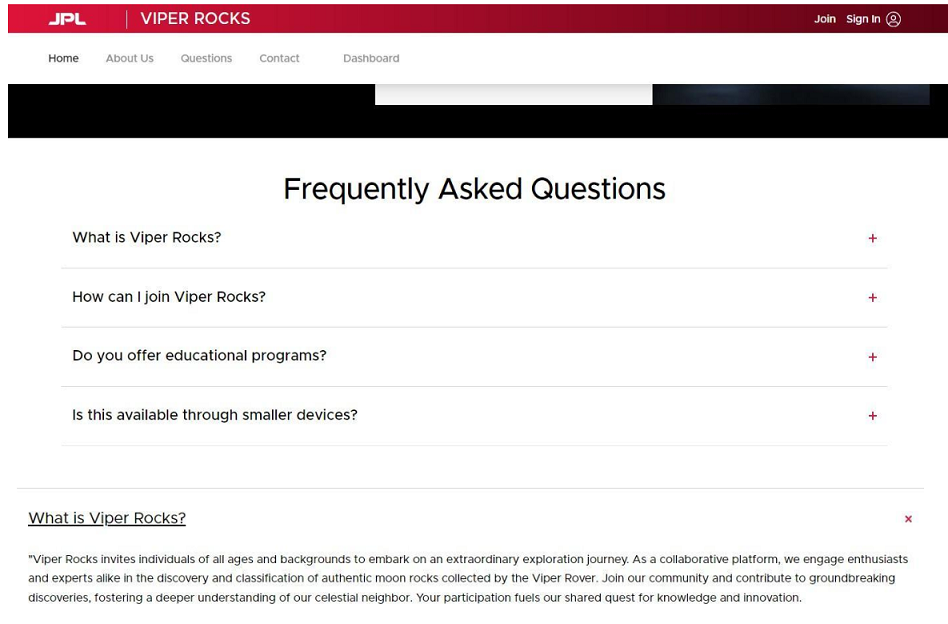 JPL VIPER ROCKS Join Sign In
Home About Us Questions Contact Dashboard
Frequently Asked Questions
What is Viper Rocks? +
How can I join Viper Rocks? +
Do you offer educational programs? +
Is this available through smaller devices? +
What is Viper Rocks? ×
"Viper Rocks invites individuals of all ages and backgrounds to embark on an extraordinary exploration journey. As a collaborative platform, we engage enthusiasts
and experts alike in the discovery and classification of authentic moon rocks collected by the Viper Rover. Join our community and contribute to groundbreaking
discoveries, fostering a deeper understanding of our celestial neighbor. Your participation fuels our shared quest for knowledge and innovation.